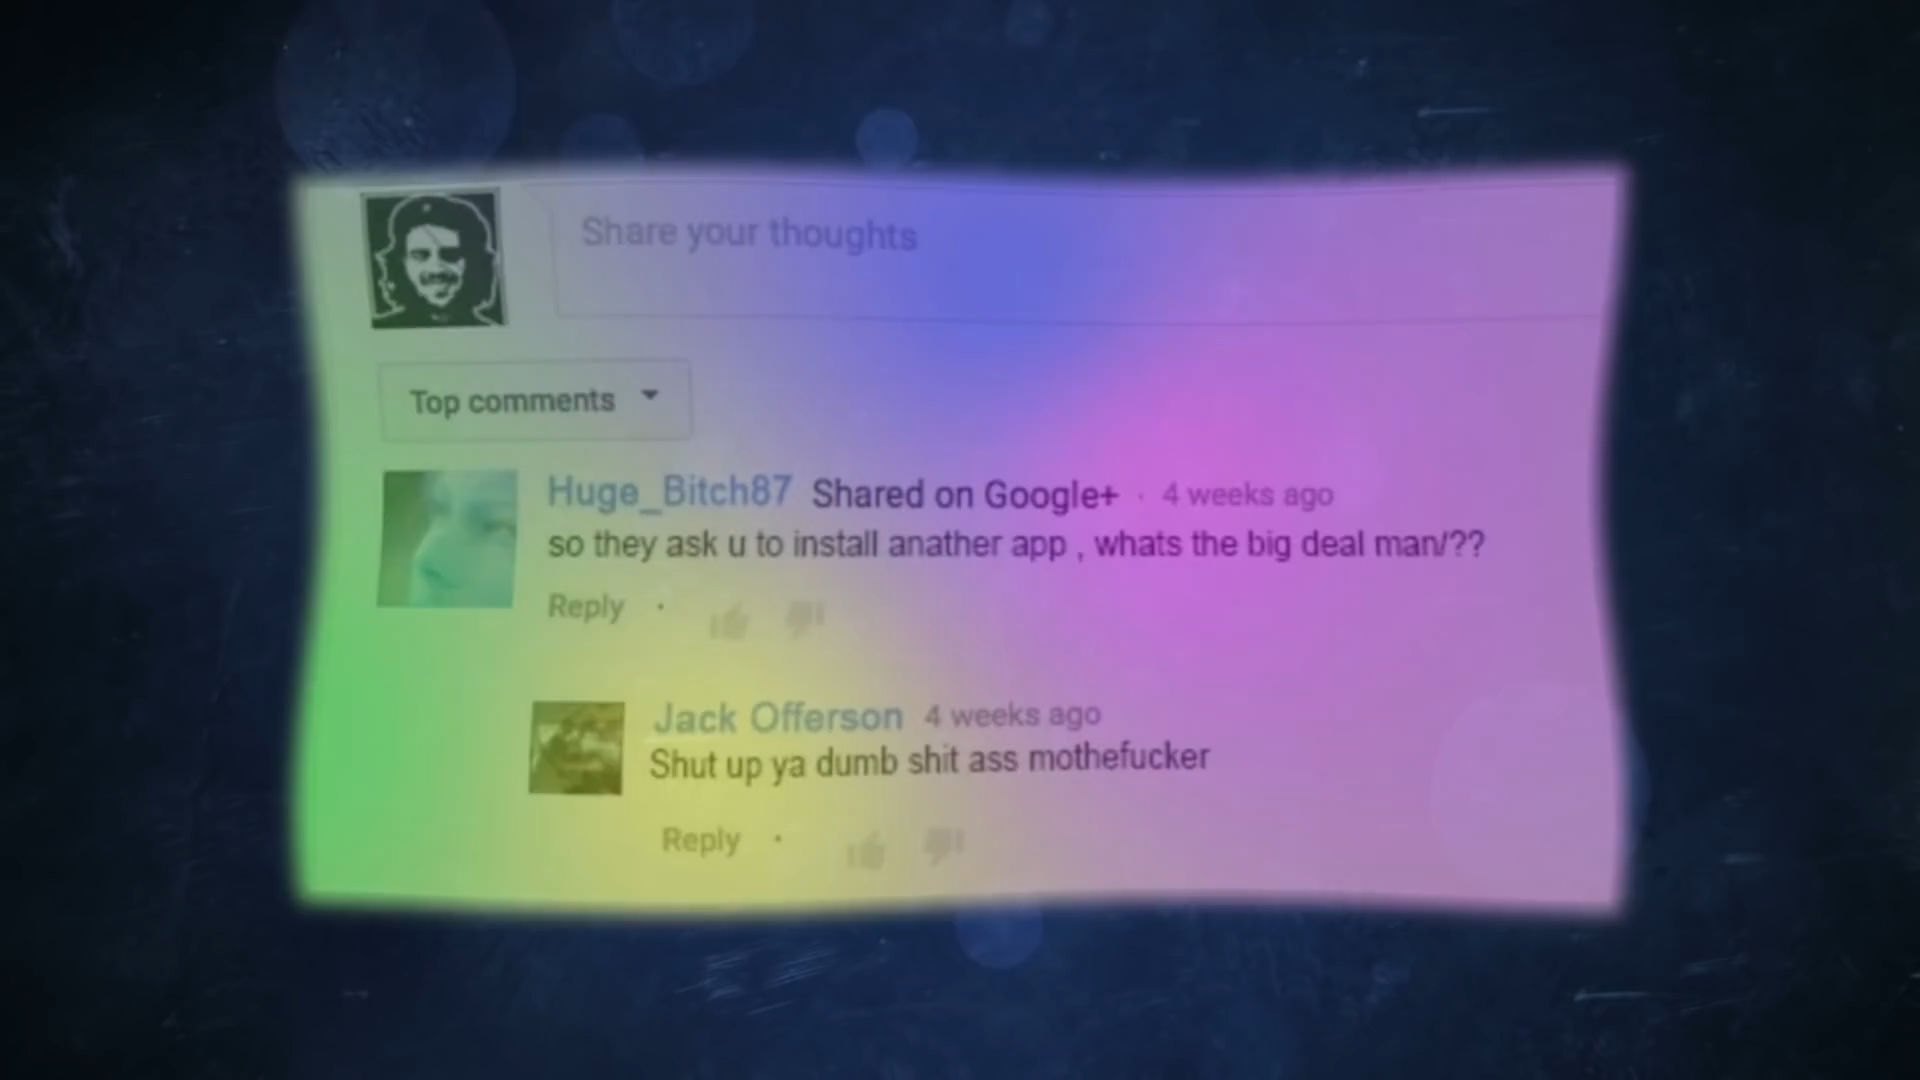 Share your thoughts
Top comments
Huge_Bitch87 Shared on Google+ · 4 weeks ago
so they ask u to install anather app , whats the big deal man/??
Reply ·
Jack Offerson 4 weeks ago
Shut up ya dumb shit ass mothefucker
Reply ·